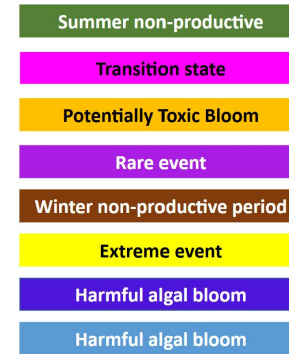 Summer non-productive
Transition state
Potentially Toxic Bloom
Rare event
Winter non-productive period
Extreme event
Harmful algal bloom
Harmful algal bloom